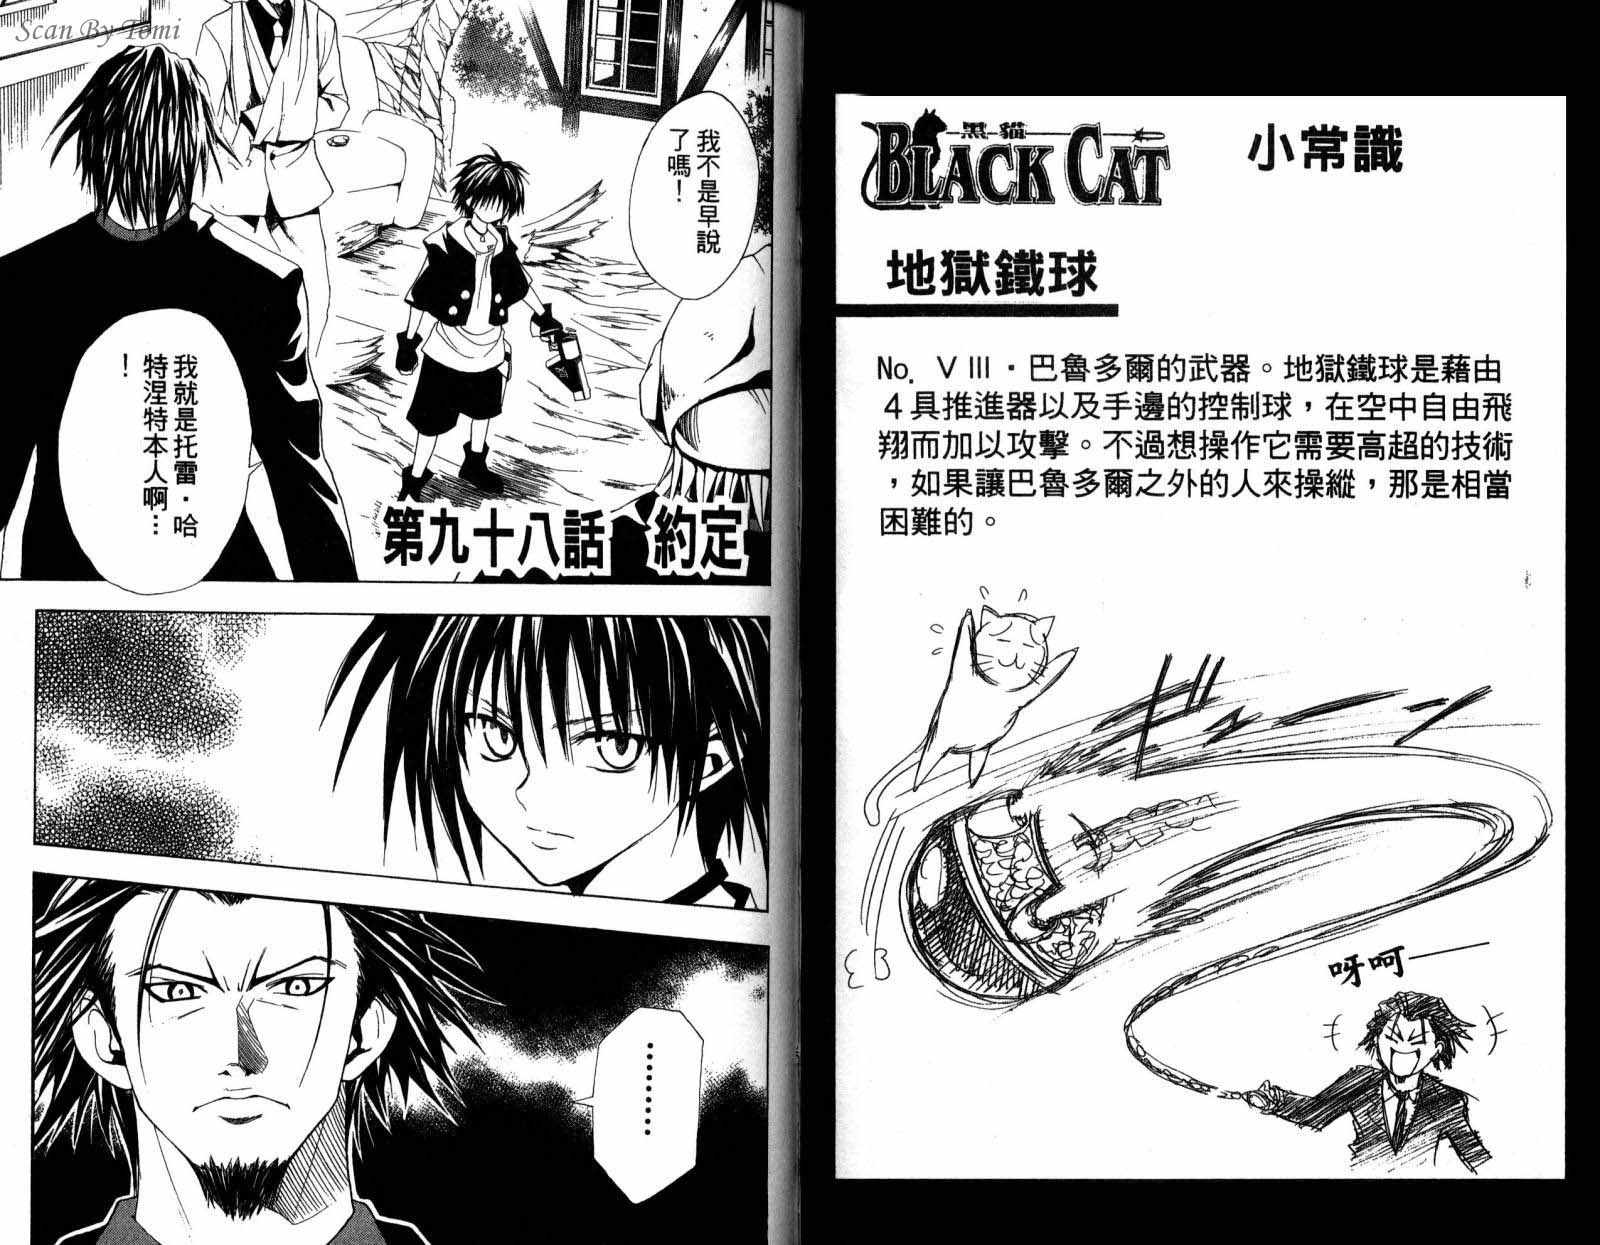 Scan By Tomi
黑貓
BLACK CAT
小常識
地獄鐵球
No. VIII・巴魯多爾的武器。地獄鐵球是藉由
4具推進器以及手邊的控制球，在空中自由飛
翔而加以攻擊。不過想操作它需要高超的技術
，如果讓巴魯多爾之外的人來操縱，那是相當
困難的。
呀呵——
我不是早說
了嗎！
我就是托雷・哈
特涅特本人啊…
！
第九十八話　約定
………